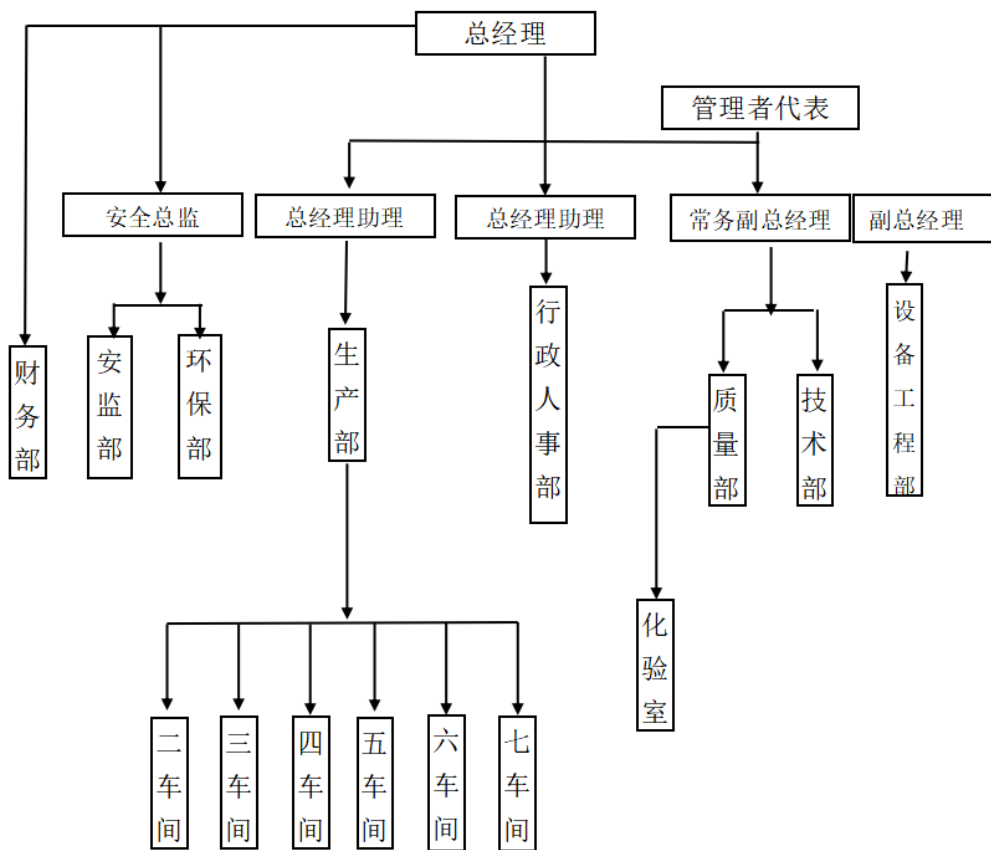 总经理
管理者代表
安全总监
总经理助理
总经理助理
常务副总经理
副总经理
财务部
安监部
环保部
生产部
行政人事部
质量部
技术部
设备工程部
化验室
二车间
三车间
四车间
五车间
六车间
七车间